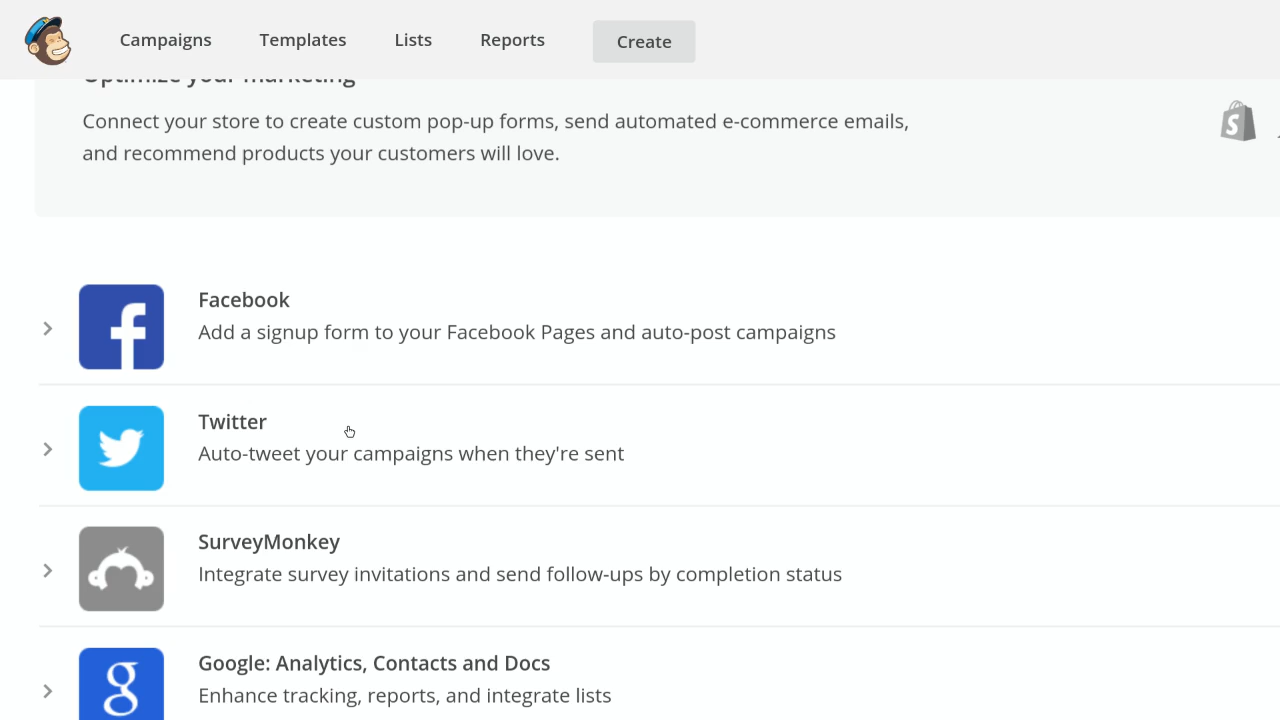 Campaigns Templates Lists Reports Create
Optimize your marketing
Connect your store to create custom pop-up forms, send automated e-commerce emails,
and recommend products your customers will love.
Facebook
Add a signup form to your Facebook Pages and auto-post campaigns
Twitter
Auto-tweet your campaigns when they're sent
SurveyMonkey
Integrate survey invitations and send follow-ups by completion status
Google: Analytics, Contacts and Docs
Enhance tracking, reports, and integrate lists